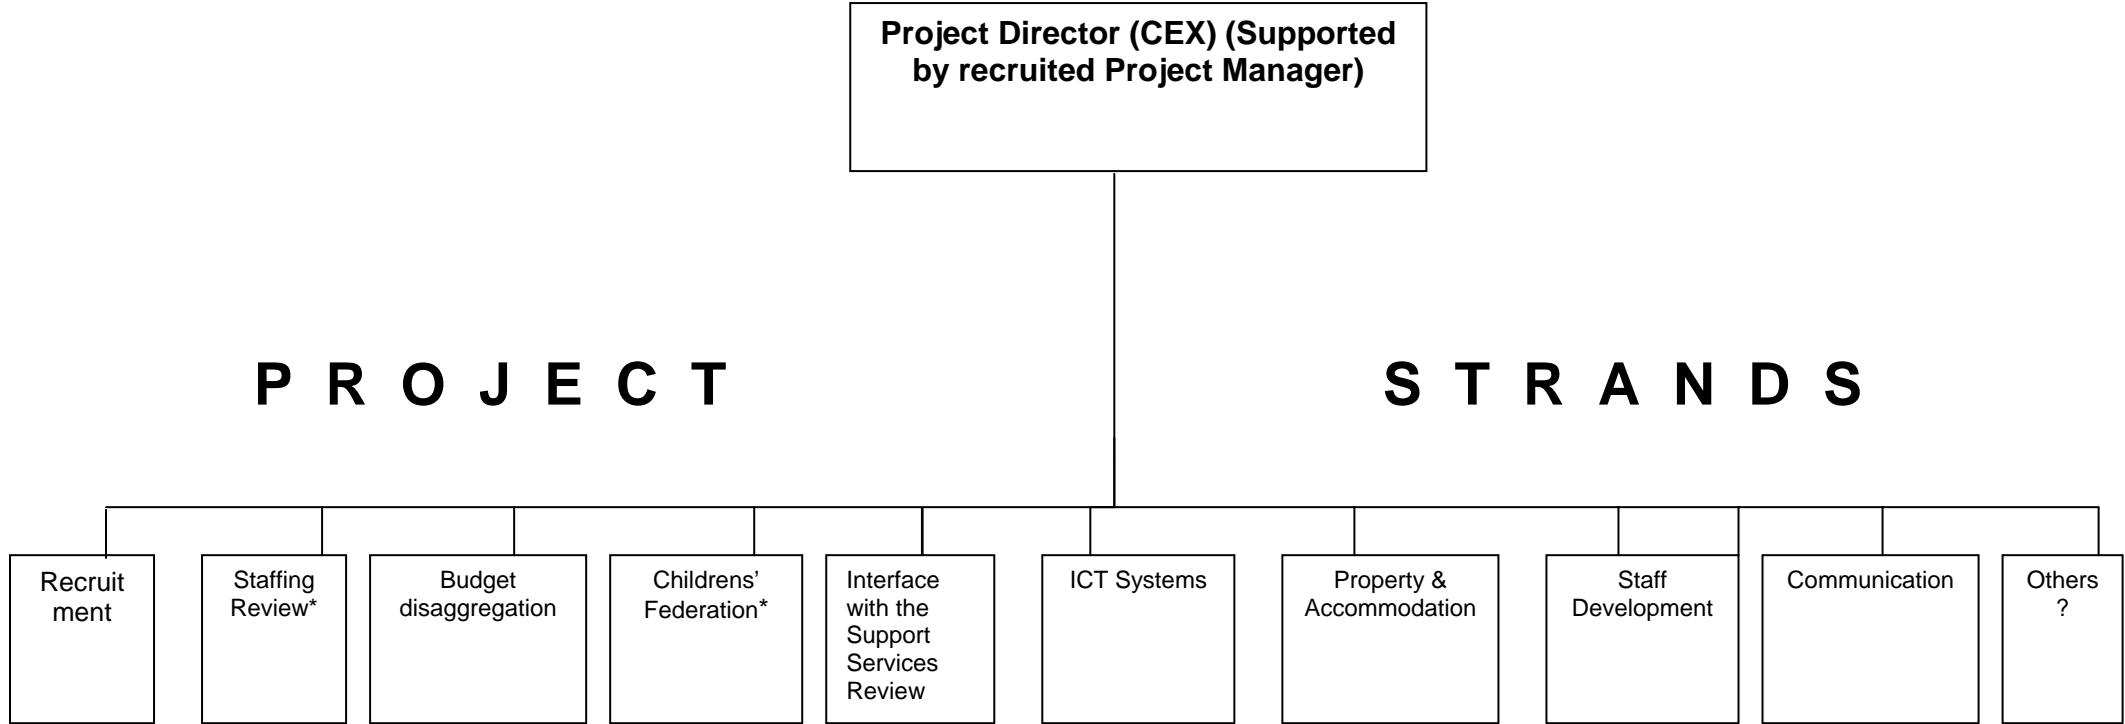 Project Director (CEX) (Supported
by recruited Project Manager)
P R O J E C T
S T R A N D S
Recruit
ment
Staffing
Review*
Budget
disaggregation
Childrens’
Federation*
Interface
with the
Support
Services
Review
ICT Systems
Property &
Accommodation
Staff
Development
Communication
Others
?